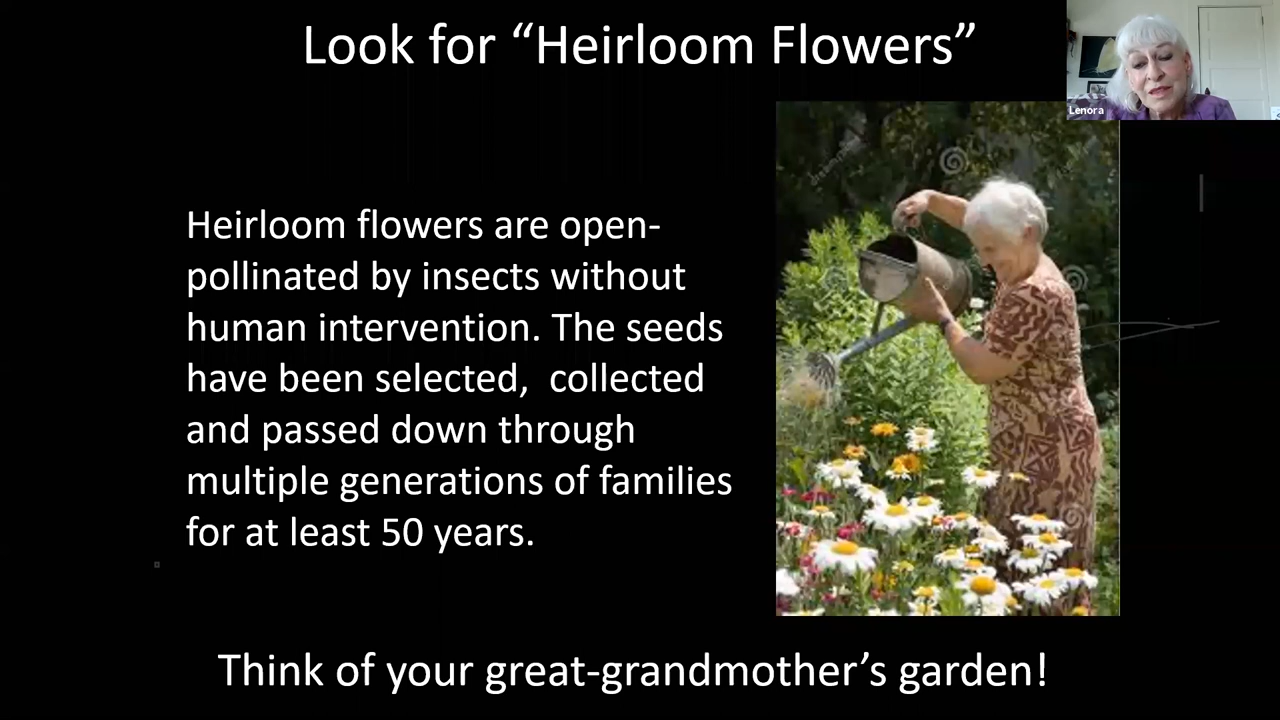 Look for “Heirloom Flowers”
Lenora
Heirloom flowers are open-
pollinated by insects without
human intervention. The seeds
have been selected,  collected
and passed down through
multiple generations of families
for at least 50 years.
Think of your great-grandmother’s garden!